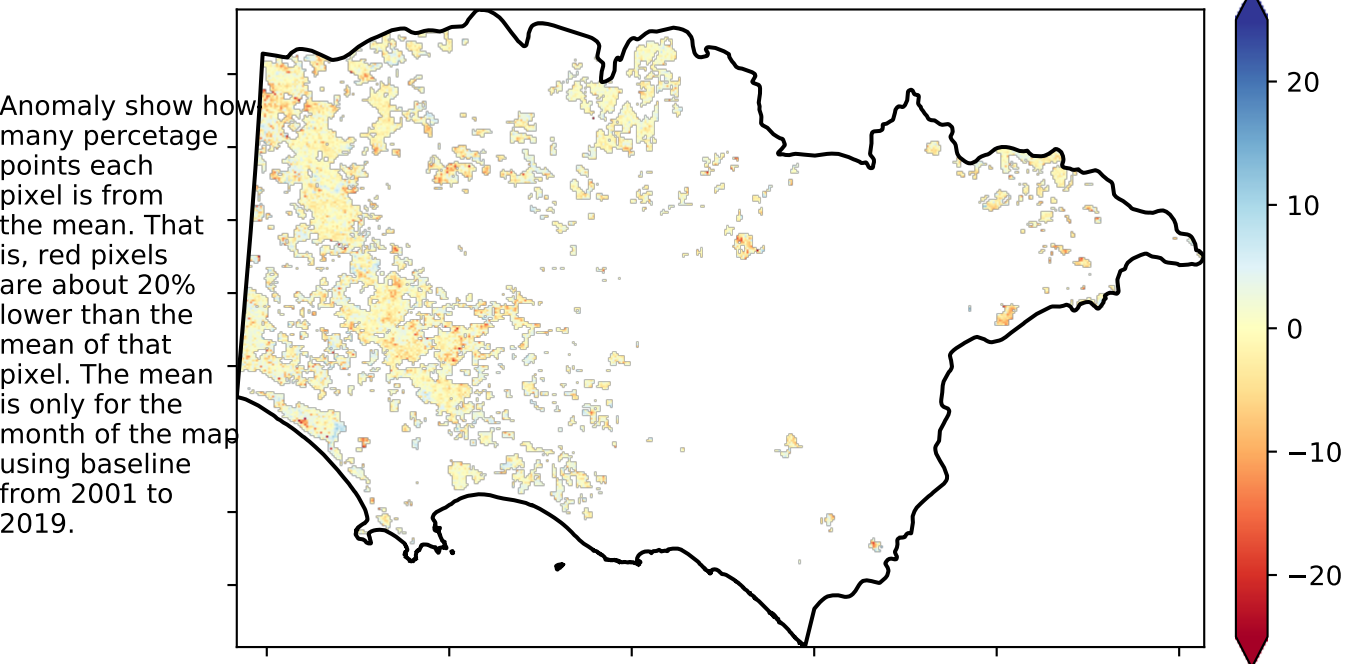 Anomaly show how
many percetage
points each
pixel is from
the mean. That
is, red pixels
are about 20%
lower than the
mean of that
pixel. The mean
is only for the
month of the map
using baseline
from 2001 to
2019.
20
10
0
−10
−20